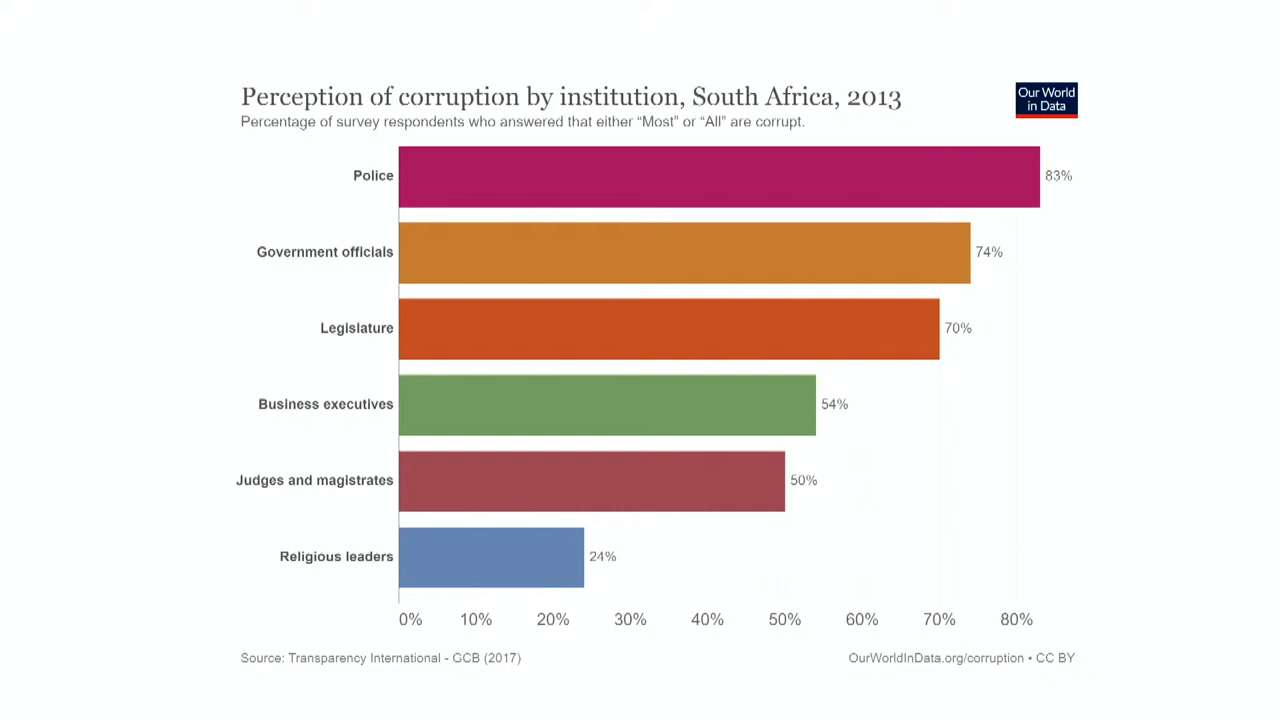 Perception of corruption by institution, South Africa, 2013
Our World
in Data
Percentage of survey respondents who answered that either “Most” or “All” are corrupt.
Police
83%
Government officials
74%
Legislature
70%
Business executives
54%
Judges and magistrates
50%
Religious leaders
24%
0% 10% 20% 30% 40% 50% 60% 70% 80%
Source: Transparency International - GCB (2017)
OurWorldInData.org/corruption • CC BY